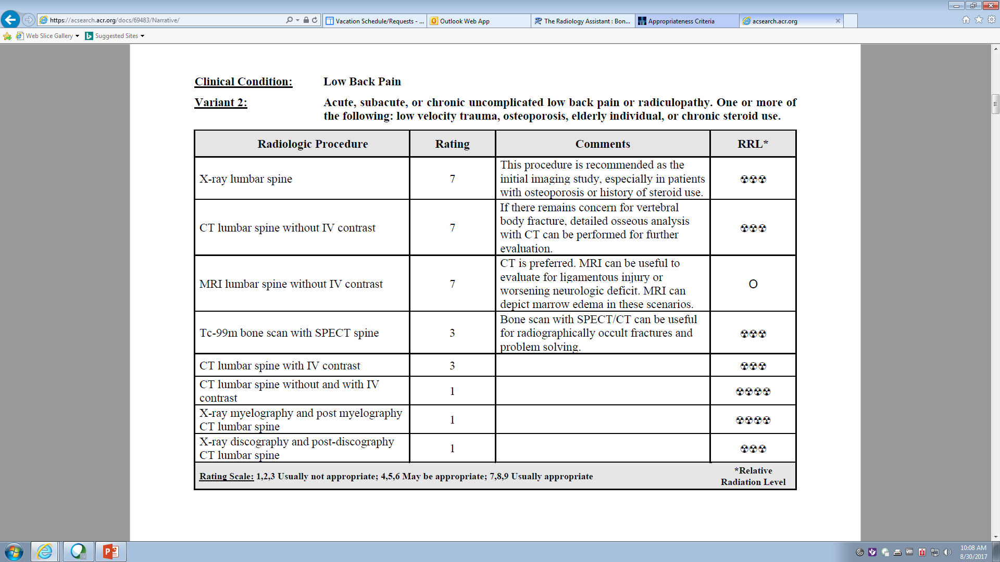 https://acsearch.acr.org/docs/69483/Narrative/
Vacation Schedule/Requests - ...
Outlook Web App
The Radiology Assistant : Bon...
Appropriateness Criteria
acsearch.acr.org
Web Slice Gallery
Suggested Sites
Clinical Condition: Low Back Pain
Variant 2: Acute, subacute, or chronic uncomplicated low back pain or radiculopathy. One or more of
the following: low velocity trauma, osteoporosis, elderly individual, or chronic steroid use.
Radiologic Procedure Rating Comments RRL*
X-ray lumbar spine 7
This procedure is recommended as the
initial imaging study, especially in patients
with osteoporosis or history of steroid use.
☢☢☢
CT lumbar spine without IV contrast 7
If there remains concern for vertebral
body fracture, detailed osseous analysis
with CT can be performed for further
evaluation.
☢☢☢
MRI lumbar spine without IV contrast 7
CT is preferred. MRI can be useful to
evaluate for ligamentous injury or
worsening neurologic deficit. MRI can
depict marrow edema in these scenarios.
O
Tc-99m bone scan with SPECT spine 3
Bone scan with SPECT/CT can be useful
for radiographically occult fractures and
problem solving.
☢☢☢
CT lumbar spine with IV contrast 3 ☢☢☢
CT lumbar spine without and with IV
contrast
1 ☢☢☢☢
X-ray myelography and post myelography
CT lumbar spine
1 ☢☢☢☢
X-ray discography and post-discography
CT lumbar spine
1 ☢☢☢
Rating Scale: 1,2,3 Usually not appropriate; 4,5,6 May be appropriate; 7,8,9 Usually appropriate
*Relative
Radiation Level
10:08 AM
8/30/2017